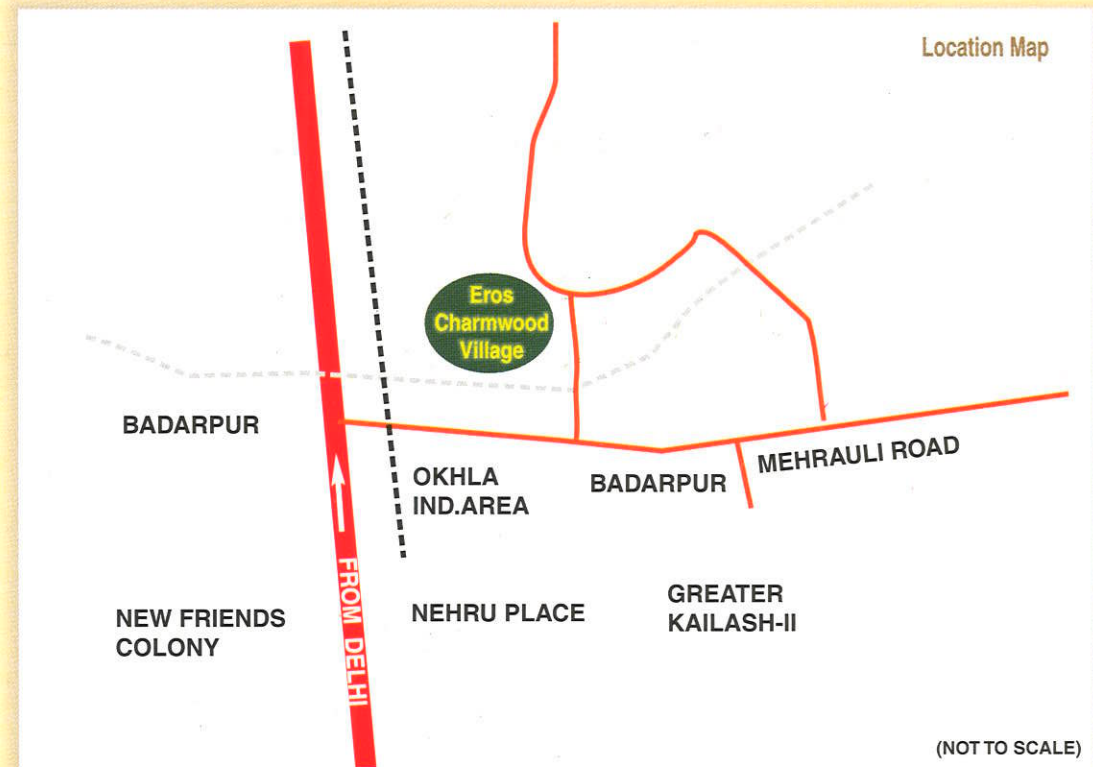 Location Map
Eros
Charmwood
Village
BADARPUR
OKHLA
IND.AREA
BADARPUR
MEHRAULI ROAD
FROM DELHI
NEW FRIENDS
COLONY
NEHRU PLACE
GREATER
KAILASH-II
(NOT TO SCALE)